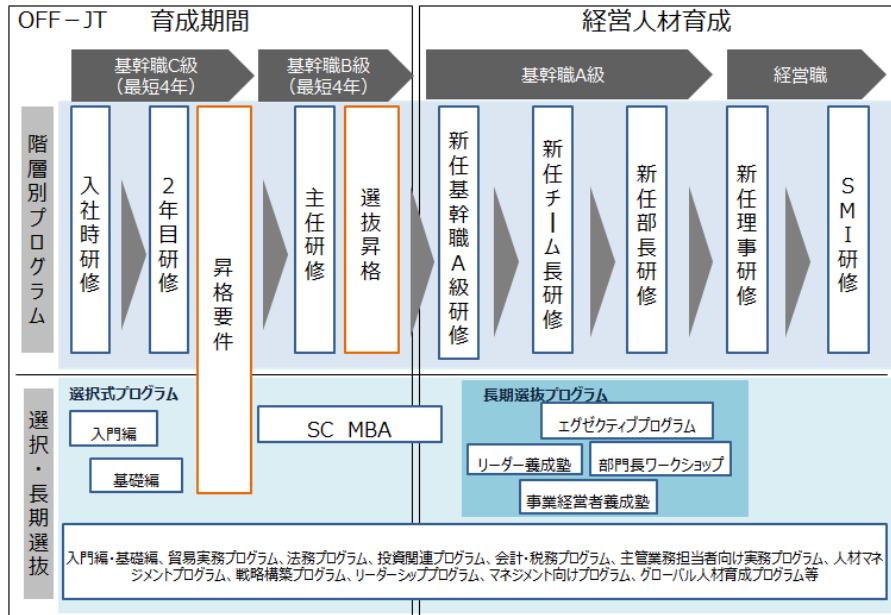 OFF－JT 育成期間
経営人材育成
基幹職C級
（最短4年）
基幹職B級
（最短4年）
基幹職A級
経営職
階層別プログラム
入社時研修
２年目研修
昇格要件
主任研修
選抜昇格
新任基幹職A級研修
新任チーム長研修
新任部長研修
新任理事研修
ＳＭＩ研修
選択・長期選抜
選択式プログラム
入門編
基礎編
SC MBA
長期選抜プログラム
エグゼクティブプログラム
リーダー養成塾
部門長ワークショップ
事業経営者養成塾
入門編・基礎編、貿易実務プログラム、法務プログラム、投資関連プログラム、会計・税務プログラム、主管業務担当者向け実務プログラム、人材マネ
ジメントプログラム、戦略構築プログラム、リーダーシッププログラム、マネジメント向けプログラム、グローバル人材育成プログラム等